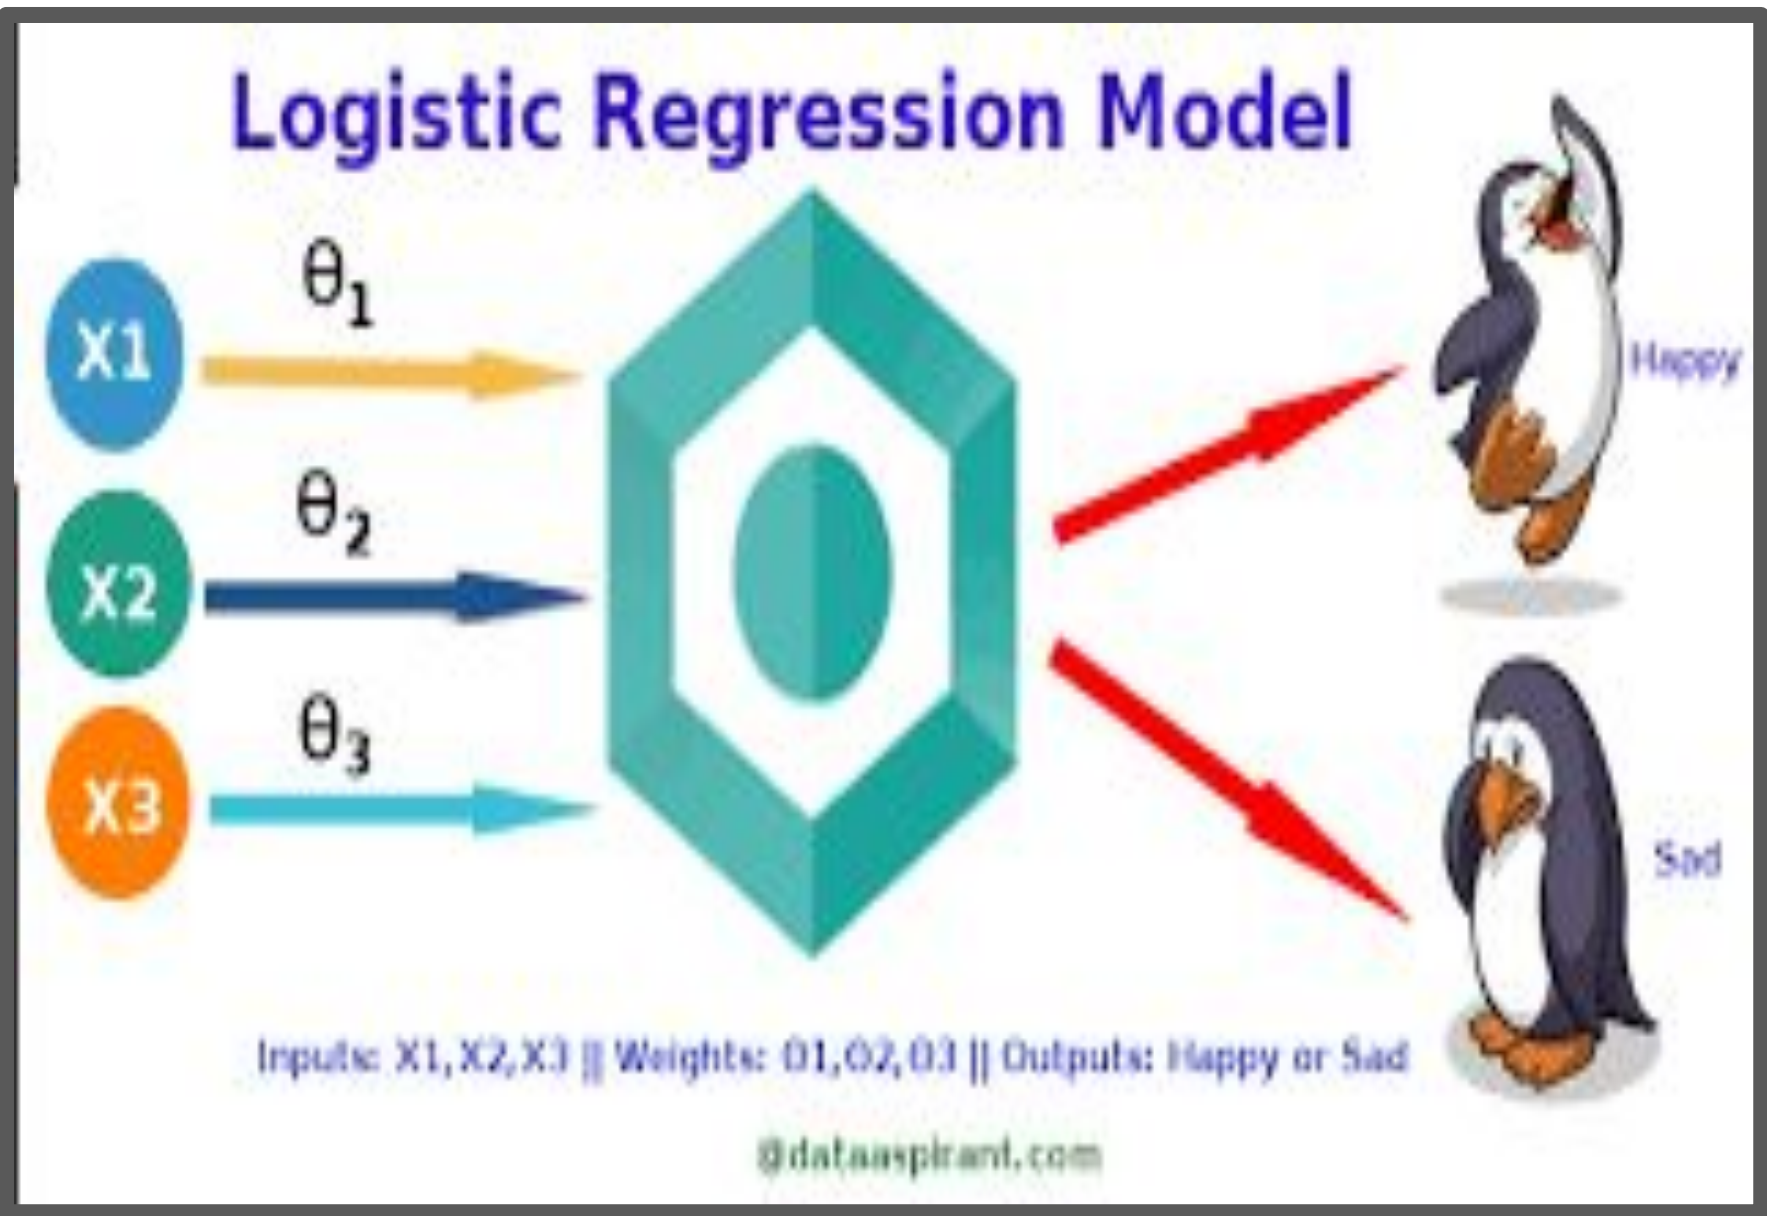 Logistic Regression Model
θ1
X1
Happy
θ2
X2
θ3
X3
Sad
Inputs: X1,X2,X3 || Weights: Θ1,Θ2,Θ3 || Outputs: Happy or Sad
@dataaspirant.com